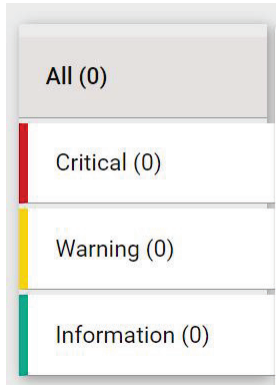 All (0)
Critical (0)
Warning (0)
Information (0)